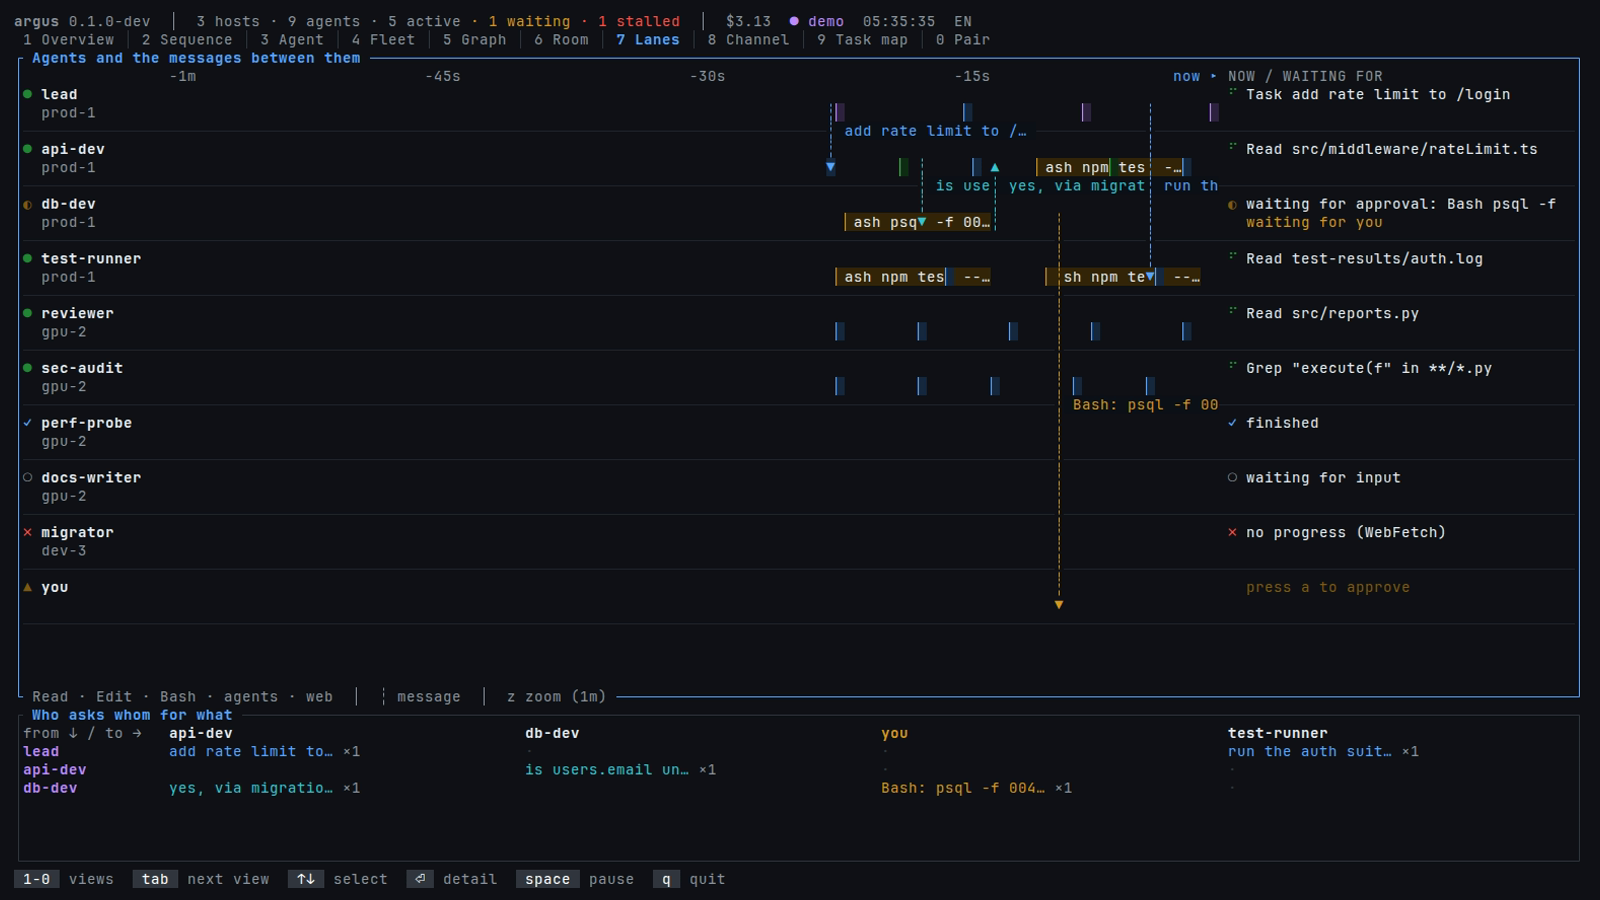 argus 0.1.0-dev │ 3 hosts · 9 agents · 5 active · 1 waiting · 1 stalled │ $3.13 ● demo 05:35:35 EN
1 Overview │ 2 Sequence │ 3 Agent │ 4 Fleet │ 5 Graph │ 6 Room │ 7 Lanes │ 8 Channel │ 9 Task map │ 0 Pair
Agents and the messages between them
-1m -45s -30s -15s now ▸ NOW / WAITING FOR
● lead Task add rate limit to /login
prod-1
add rate limit to /…
● api-dev Read src/middleware/rateLimit.ts
prod-1 ash npm tes -…
is use yes, via migrat run th
◐ db-dev ◐ waiting for approval: Bash psql -f
prod-1 ash psq▼ -f 00… waiting for you
● test-runner Read test-results/auth.log
prod-1 ash npm tes --… sh npm te▼ --…
● reviewer Read src/reports.py
gpu-2
● sec-audit Grep "execute(f" in **/*.py
gpu-2
Bash: psql -f 00
✓ perf-probe ✓ finished
gpu-2
○ docs-writer ○ waiting for input
gpu-2
✕ migrator ✕ no progress (WebFetch)
dev-3
▲ you press a to approve
Read · Edit · Bash · agents · web │ ┆ message │ z zoom (1m)
Who asks whom for what
from ↓ / to → api-dev db-dev you test-runner
lead add rate limit to… ×1 · · run the auth suit… ×1
api-dev is users.email un… ×1 · ·
db-dev yes, via migratio… ×1 Bash: psql -f 004… ×1 ·
1-0 views tab next view ↑↓ select ⏎ detail space pause q quit